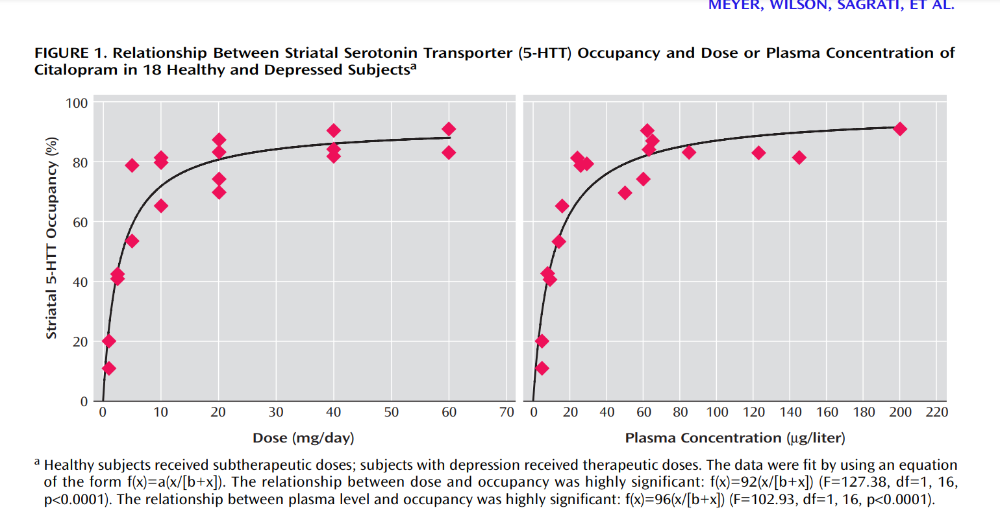 MEYER, WILSON, SAGRATI, ET AL.
FIGURE 1. Relationship Between Striatal Serotonin Transporter (5-HTT) Occupancy and Dose or Plasma Concentration of
Citalopram in 18 Healthy and Depressed Subjectsa
Striatal 5-HTT Occupancy (%)
100
80
60
40
20
0
0 10 20 30 40 50 60 70
Dose (mg/day)
0 20 40 60 80 100 120 140 160 180 200 220
Plasma Concentration (μg/liter)
a Healthy subjects received subtherapeutic doses; subjects with depression received therapeutic doses. The data were fit by using an equation
of the form f(x)=a(x/[b+x]). The relationship between dose and occupancy was highly significant: f(x)=92(x/[b+x]) (F=127.38, df=1, 16,
p<0.0001). The relationship between plasma level and occupancy was highly significant: f(x)=96(x/[b+x]) (F=102.93, df=1, 16, p<0.0001).